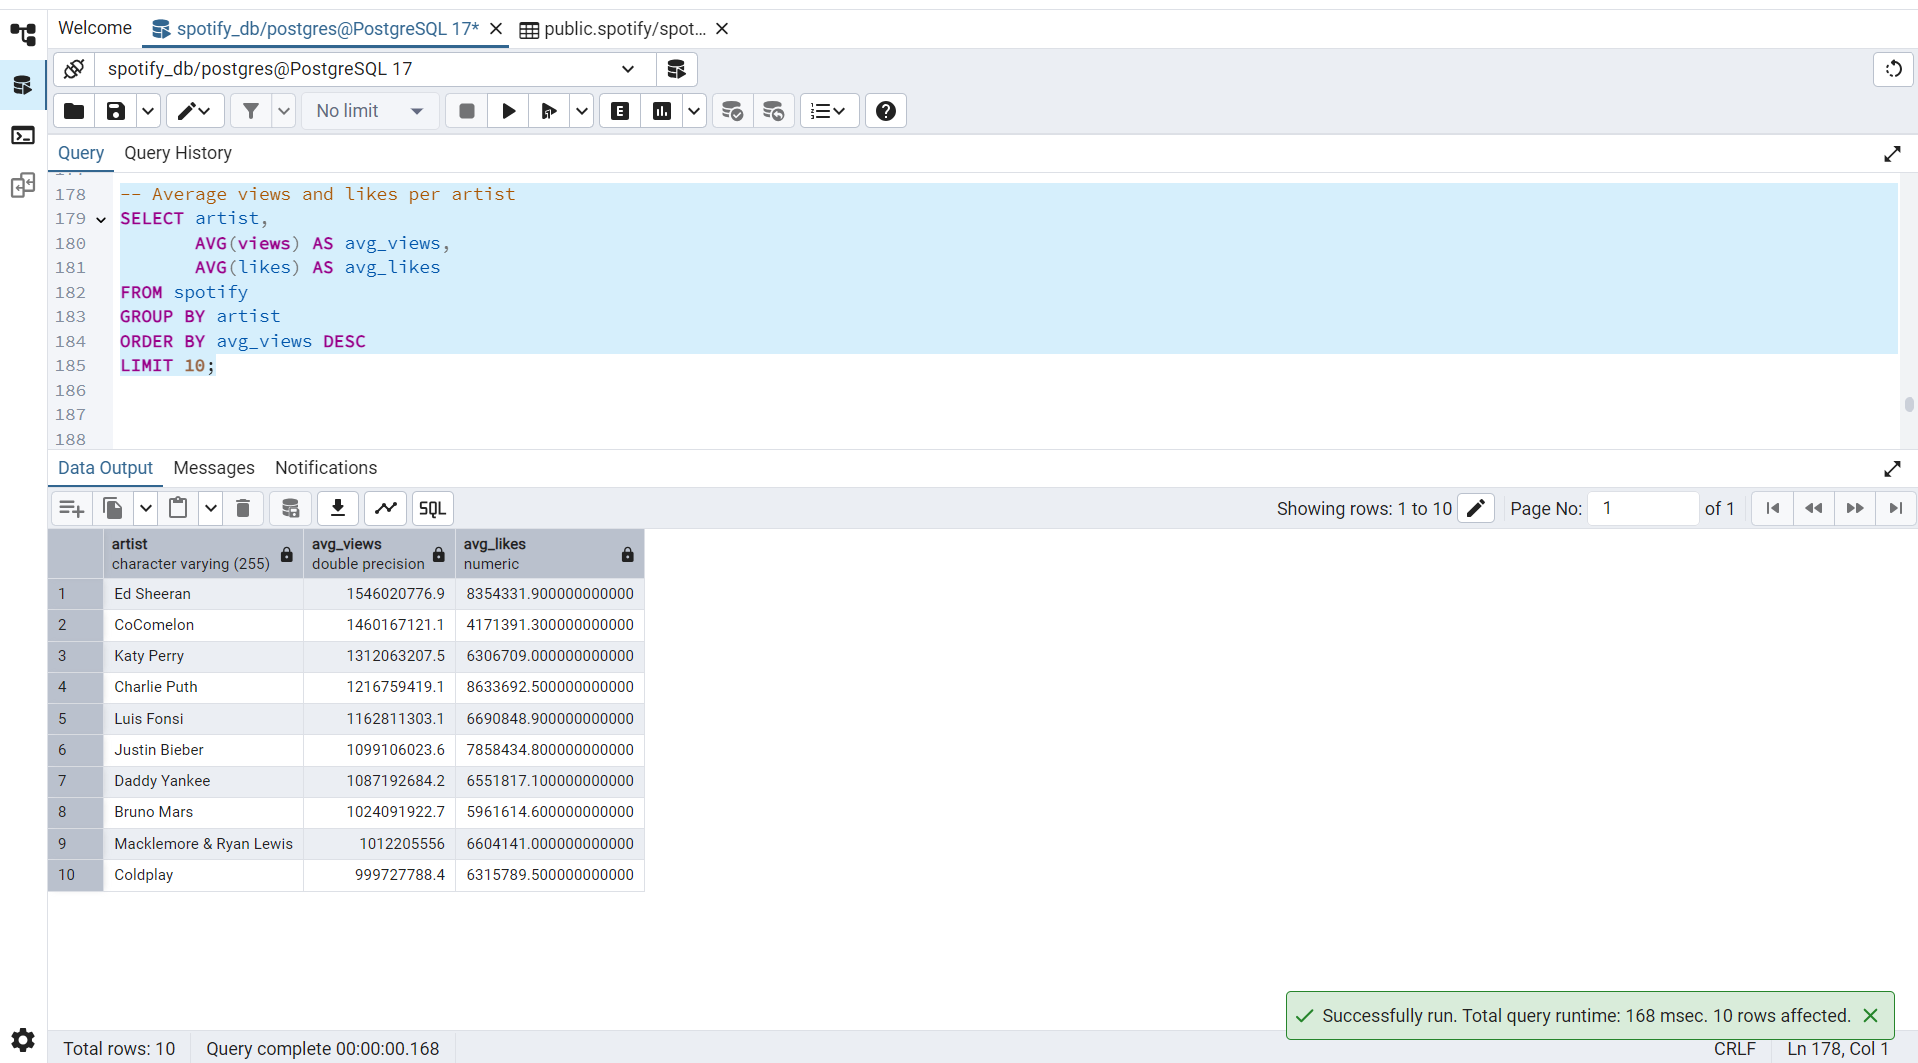 Welcome
spotify_db/postgres@PostgreSQL 17*
public.spotify/spot...
spotify_db/postgres@PostgreSQL 17
No limit
E
Query
Query History
178 -- Average views and likes per artist
179 SELECT artist,
180 AVG(views) AS avg_views,
181 AVG(likes) AS avg_likes
182 FROM spotify
183 GROUP BY artist
184 ORDER BY avg_views DESC
185 LIMIT 10;
186
187
188
Data Output
Messages
Notifications
SQL
Showing rows: 1 to 10
Page No: 1 of 1
artist avg_views avg_likes
character varying (255) double precision numeric
1 Ed Sheeran 1546020776.9 8354331.900000000000
2 CoComelon 1460167121.1 4171391.300000000000
3 Katy Perry 1312063207.5 6306709.000000000000
4 Charlie Puth 1216759419.1 8633692.500000000000
5 Luis Fonsi 1162811303.1 6690848.900000000000
6 Justin Bieber 1099106023.6 7858434.800000000000
7 Daddy Yankee 1087192684.2 6551817.100000000000
8 Bruno Mars 1024091922.7 5961614.600000000000
9 Macklemore & Ryan Lewis 1012205556 6604141.000000000000
10 Coldplay 999727788.4 6315789.500000000000
Successfully run. Total query runtime: 168 msec. 10 rows affected.
Total rows: 10
Query complete 00:00:00.168
CRLF
Ln 178, Col 1